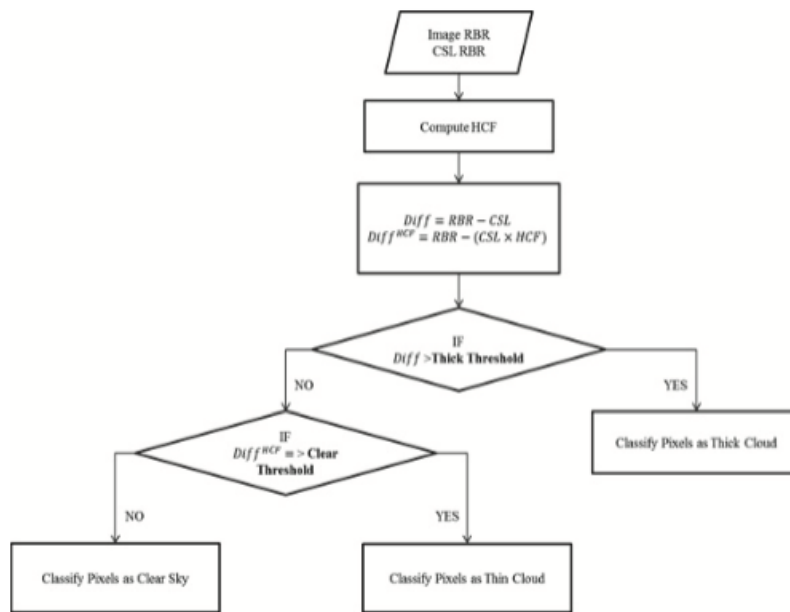 Image RBR
CSL RBR
Compute HCF
Diff = RBR − CSL
Diff^HCF = RBR − (CSL × HCF)
IF
Diff >Thick Threshold
NO
YES
IF
Diff^HCF = > Clear
Threshold
Classify Pixels as Thick Cloud
NO
YES
Classify Pixels as Clear Sky
Classify Pixels as Thin Cloud